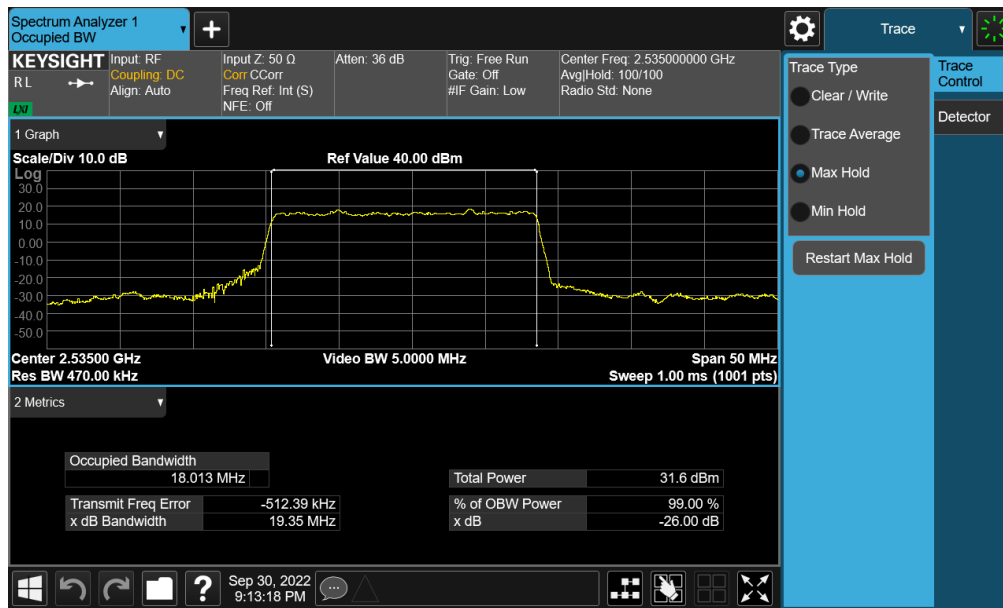 Spectrum Analyzer 1
Occupied BW
Trace
KEYSIGHT
R L
LXI
Input: RF
Coupling: DC
Align: Auto
Input Z: 50 Ω
Corr CCorr
Freq Ref: Int (S)
NFE: Off
Atten: 36 dB
Trig: Free Run
Gate: Off
#IF Gain: Low
Center Freq: 2.535000000 GHz
Avg|Hold: 100/100
Radio Std: None
1 Graph
Scale/Div 10.0 dB
Ref Value 40.00 dBm
Log
30.0
20.0
10.0
0.00
-10.0
-20.0
-30.0
-40.0
-50.0
Center 2.53500 GHz
Video BW 5.0000 MHz
Span 50 MHz
Res BW 470.00 kHz
Sweep 1.00 ms (1001 pts)
2 Metrics
Occupied Bandwidth
18.013 MHz
Total Power 31.6 dBm
Transmit Freq Error -512.39 kHz
% of OBW Power 99.00 %
x dB Bandwidth 19.35 MHz
x dB -26.00 dB
Sep 30, 2022
9:13:18 PM
Trace Type
Clear / Write
Trace Average
Max Hold
Min Hold
Restart Max Hold
Trace
Control
Detector